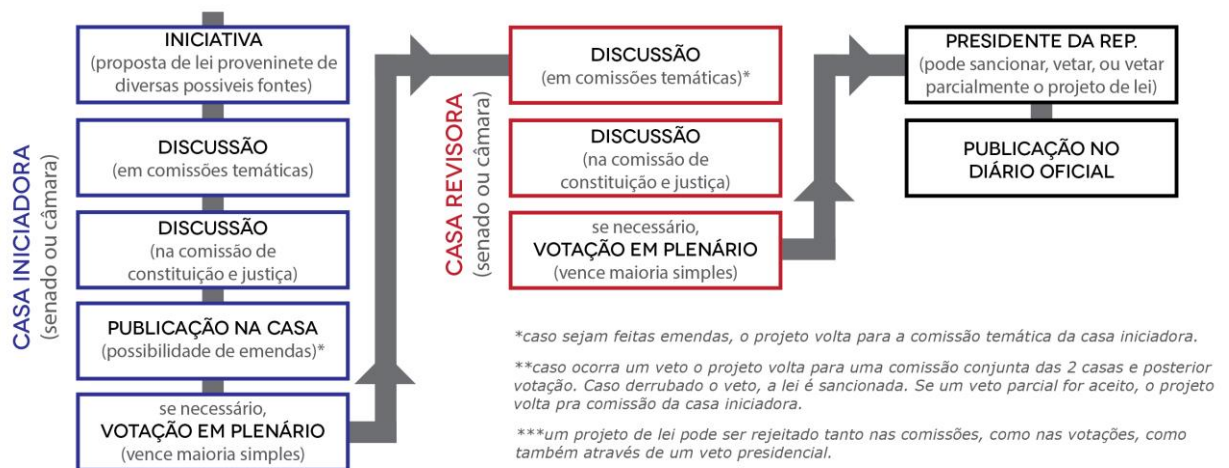 CASA INICIADORA
(senado ou câmara)
INICIATIVA
(proposta de lei proveninete de
diversas possiveis fontes)
DISCUSSÃO
(em comissões temáticas)
DISCUSSÃO
(na comissão de
constituição e justiça)
PUBLICAÇÃO NA CASA
(possibilidade de emendas)*
se necessário,
VOTAÇÃO EM PLENÁRIO
(vence maioria simples)
CASA REVISORA
(senado ou câmara)
DISCUSSÃO
(em comissões temáticas)*
DISCUSSÃO
(na comissão de
constituição e justiça)
se necessário,
VOTAÇÃO EM PLENÁRIO
(vence maioria simples)
PRESIDENTE DA REP.
(pode sancionar, vetar, ou vetar
parcialmente o projeto de lei)
PUBLICAÇÃO NO
DIÁRIO OFICIAL
*caso sejam feitas emendas, o projeto volta para a comissão temática da casa iniciadora.
**caso ocorra um veto o projeto volta para uma comissão conjunta das 2 casas e posterior
votação. Caso derrubado o veto, a lei é sancionada. Se um veto parcial for aceito, o projeto
volta pra comissão da casa iniciadora.
***um projeto de lei pode ser rejeitado tanto nas comissões, como nas votações, como
também através de um veto presidencial.